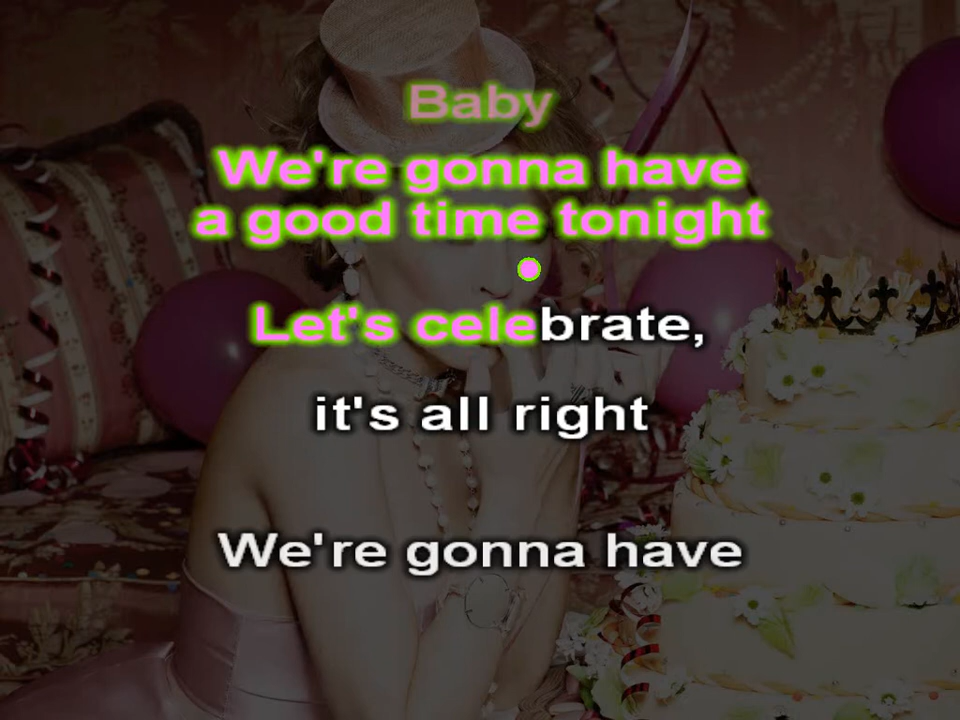 Baby
We're gonna have
a good time tonight
Let's celebrate,
it's all right
We're gonna have